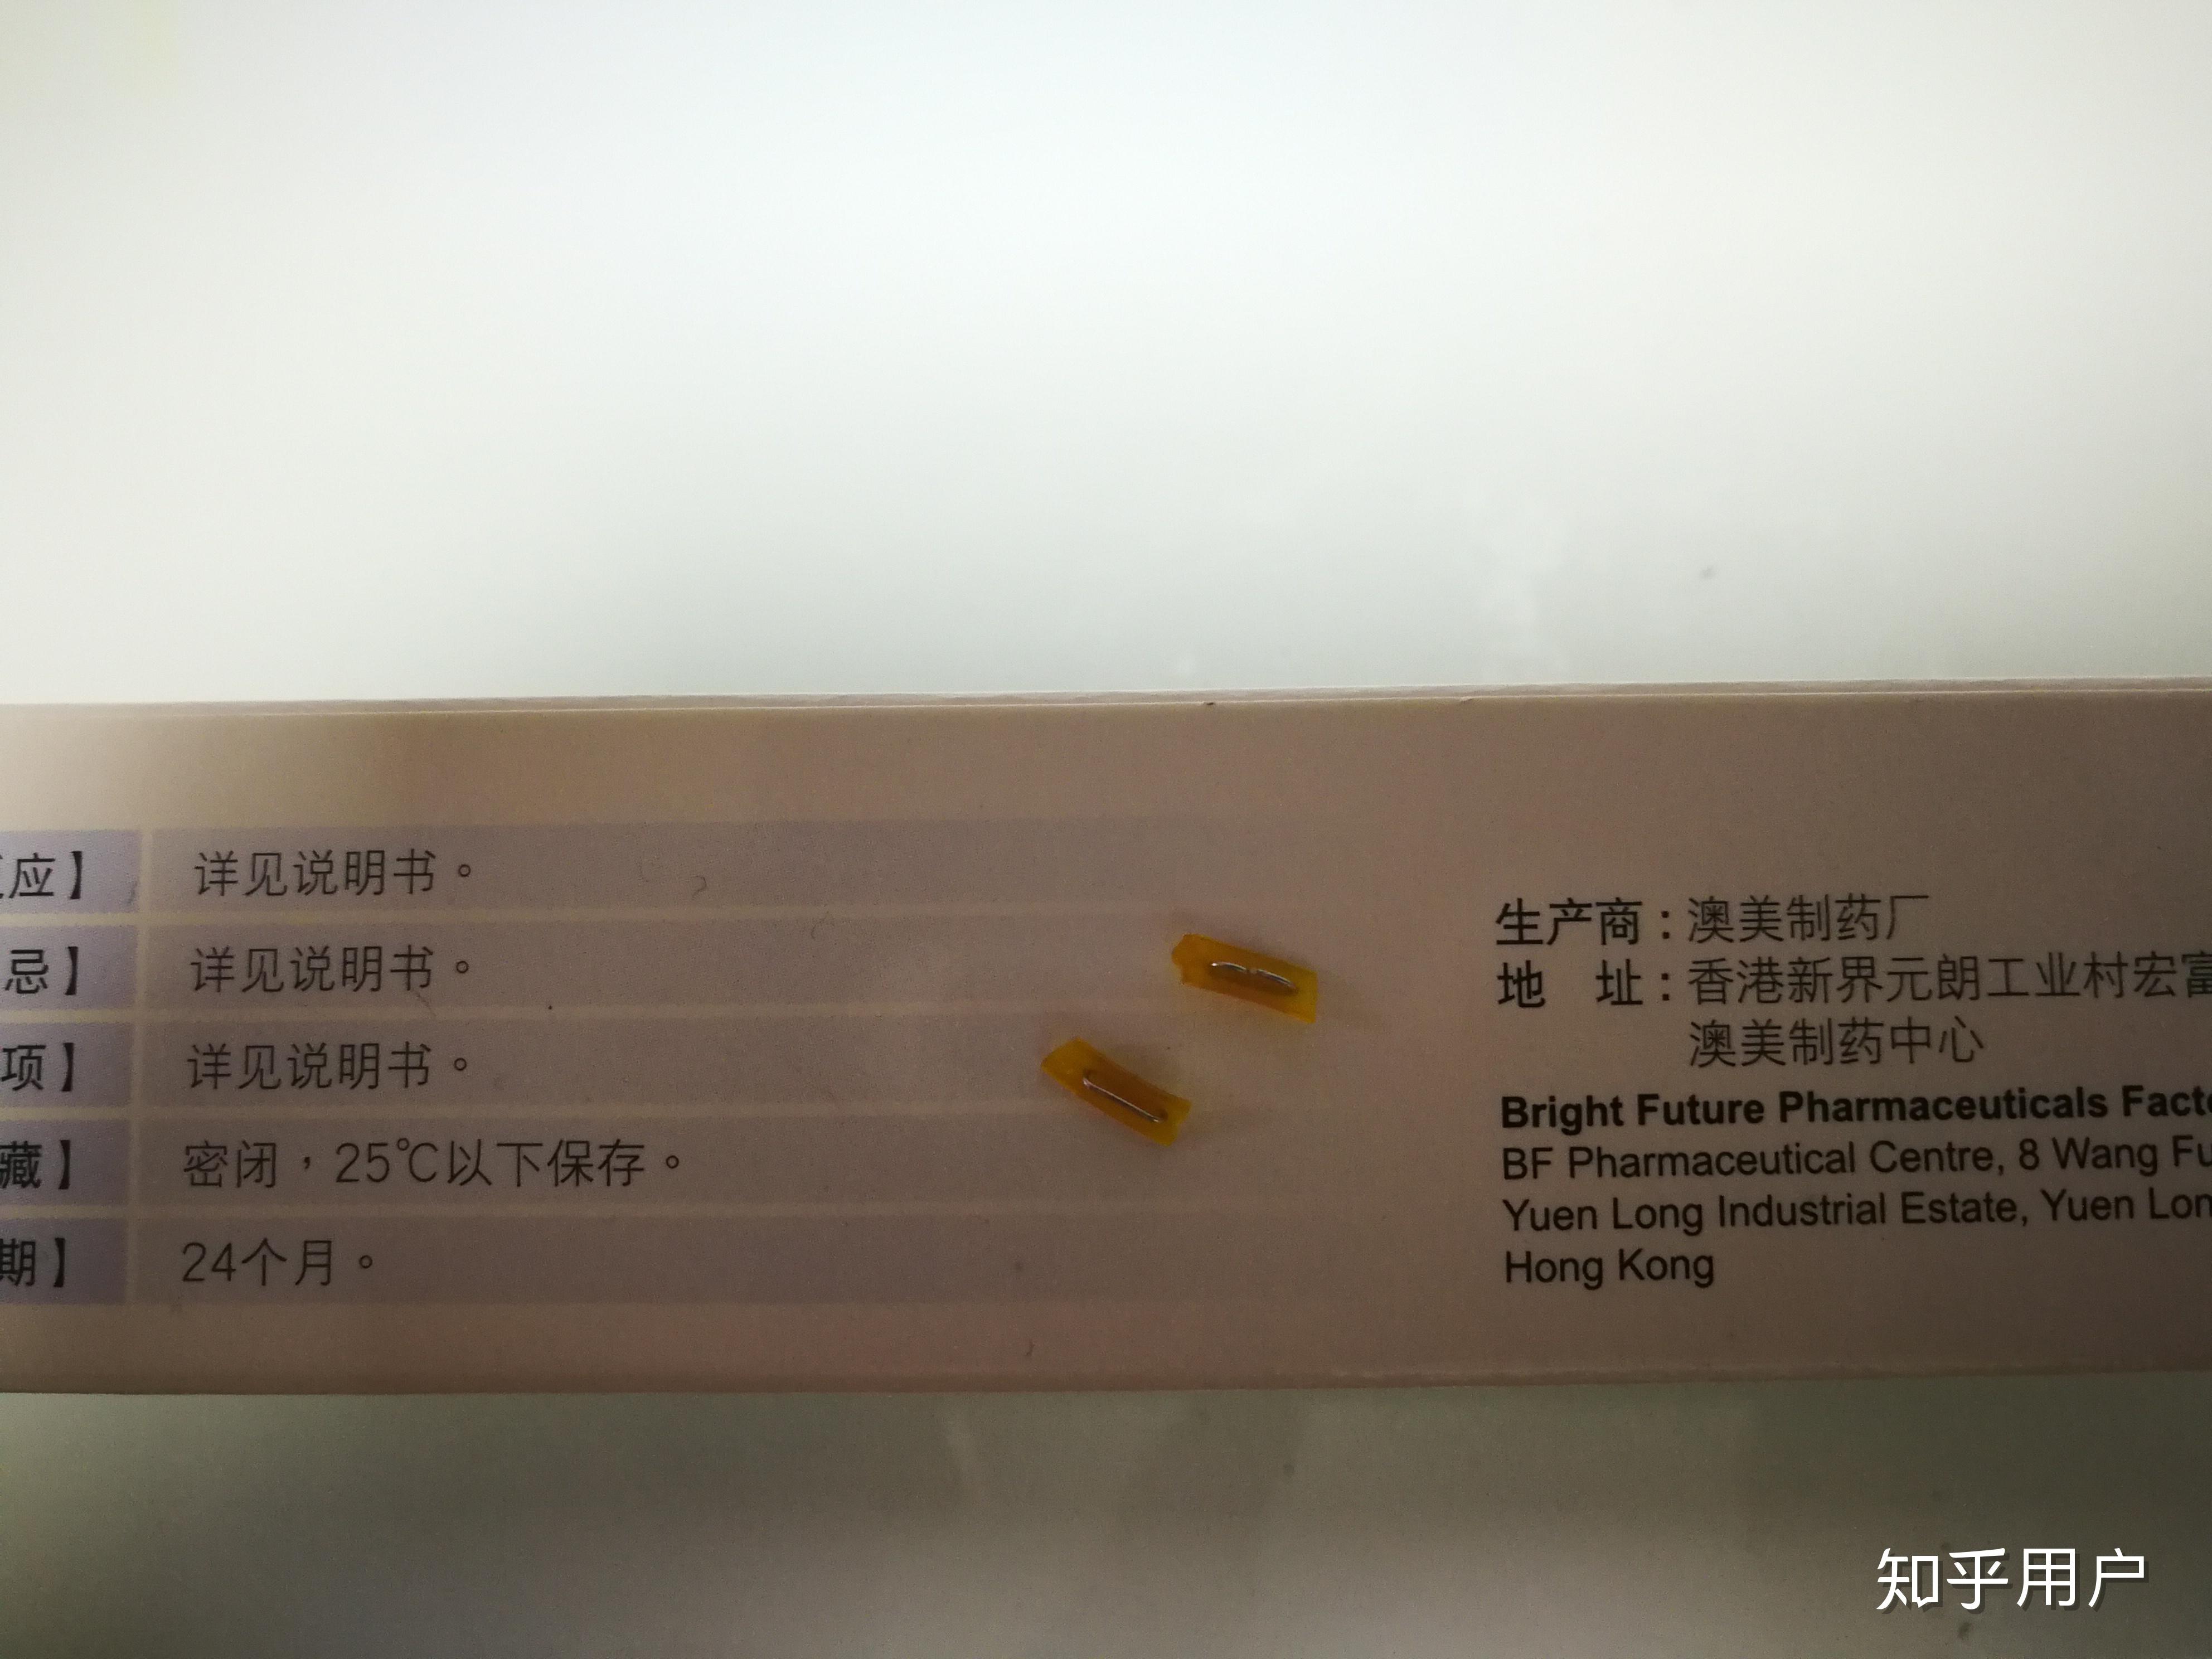 应】 详见说明书。
忌】 详见说明书。
项】 详见说明书。
藏】 密闭，25℃以下保存。
期】 24个月。
生产商：澳美制药厂
地 址：香港新界元朗工业村宏富
澳美制药中心
Bright Future Pharmaceuticals
BF Pharmaceutical Centre, 8 Wang
Yuen Long Industrial Estate, Yuen
Hong Kong
知乎用户